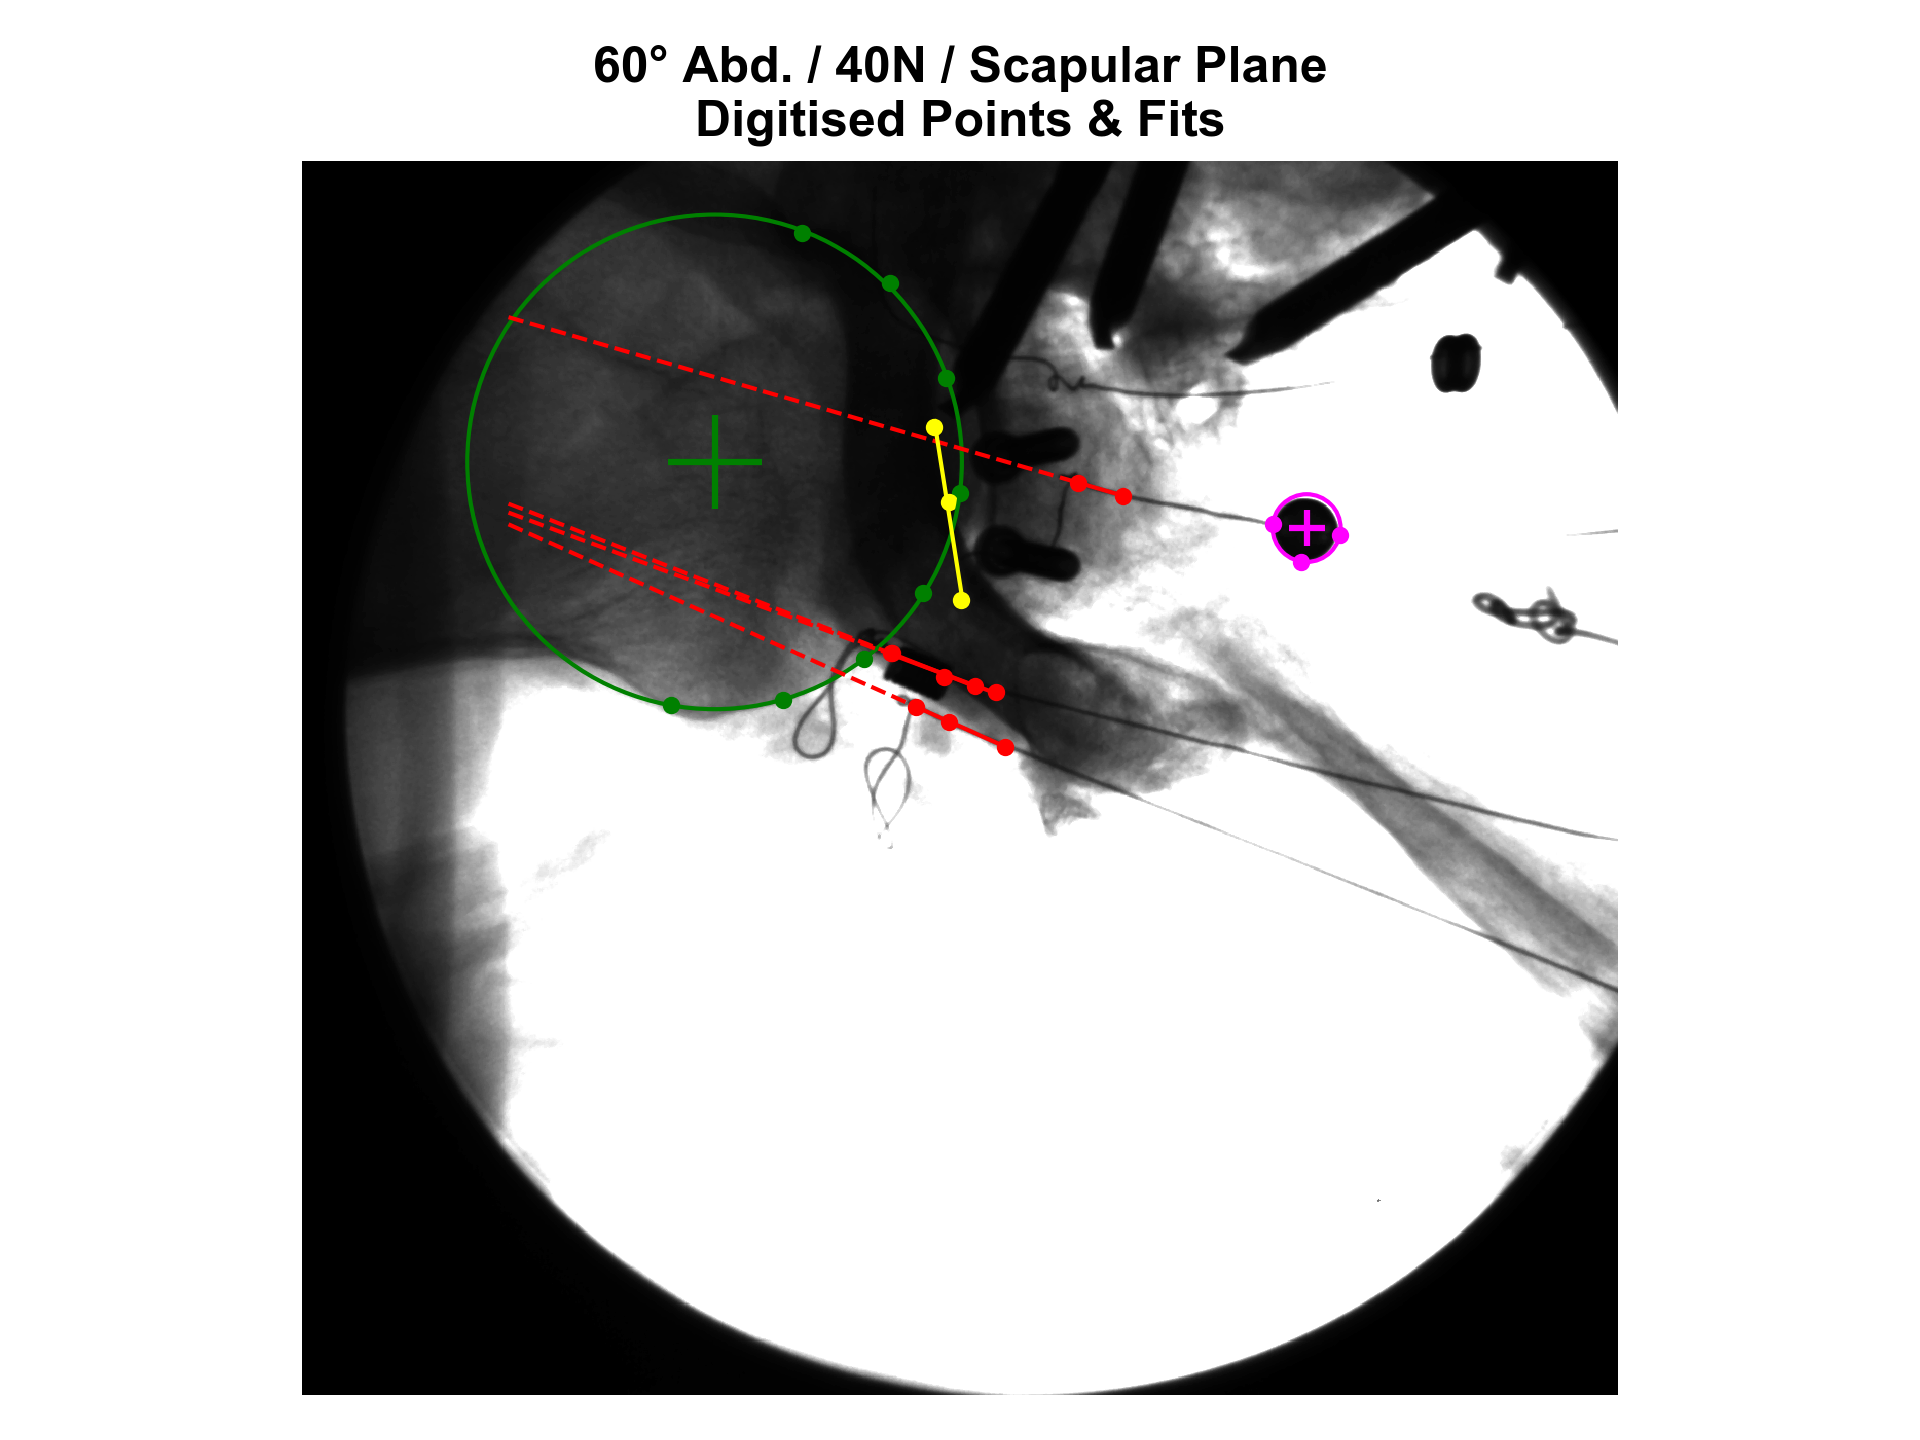 60° Abd. / 40N / Scapular Plane
Digitised Points & Fits